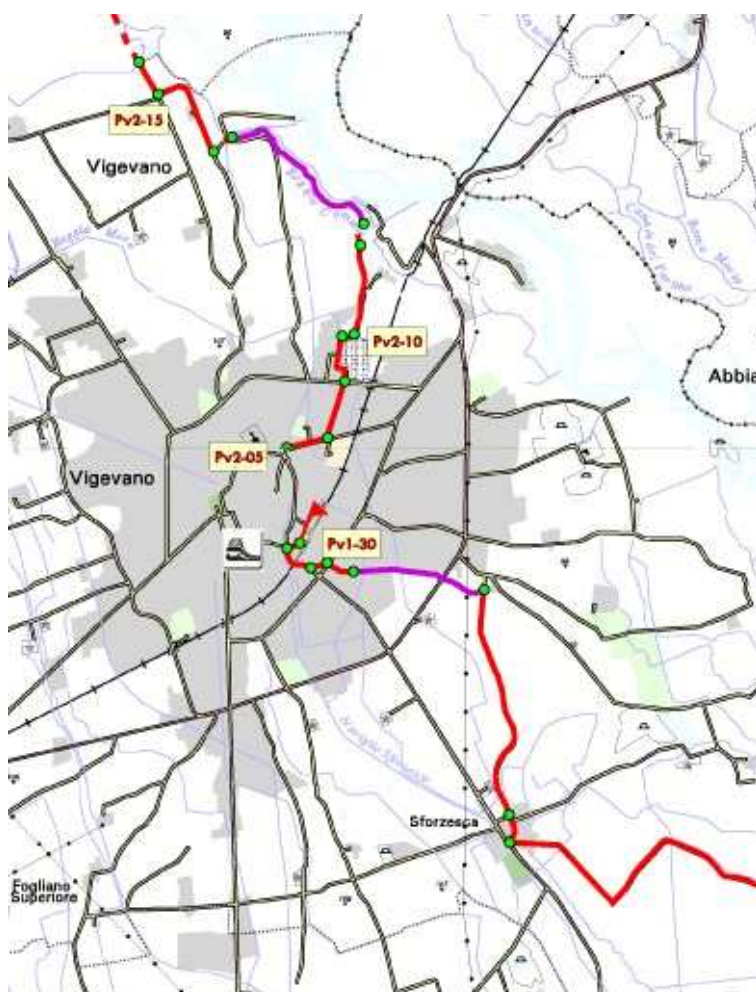 Pv2-15
Vigevano
Pv2-10
Abbia
Pv2-05
Vigevano
Pv1-30
Sforzesca
Fogliano
Superiore